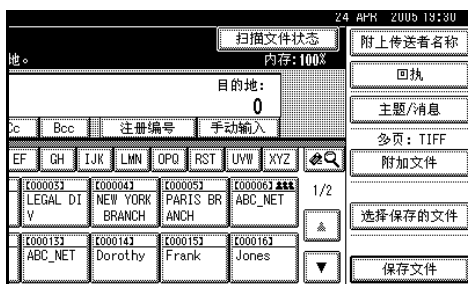 24 APR 2005 19:30
扫描文件状态
附上传送者名称
地。
内存:100%
回执
目的地:
0
主题/消息
Cc Bcc 注册编号 手动输入
多页: TIFF
EF GH IJK LMN OPQ RST UVW XYZ
附加文件
[00003] [00004] [00005] [00006]
LEGAL DI NEW YORK PARIS BR ABC_NET
V BRANCH ANCH
1/2
选择保存的文件
[00013] [00014] [00015] [00016]
ABC_NET Dorothy Frank Jones
保存文件